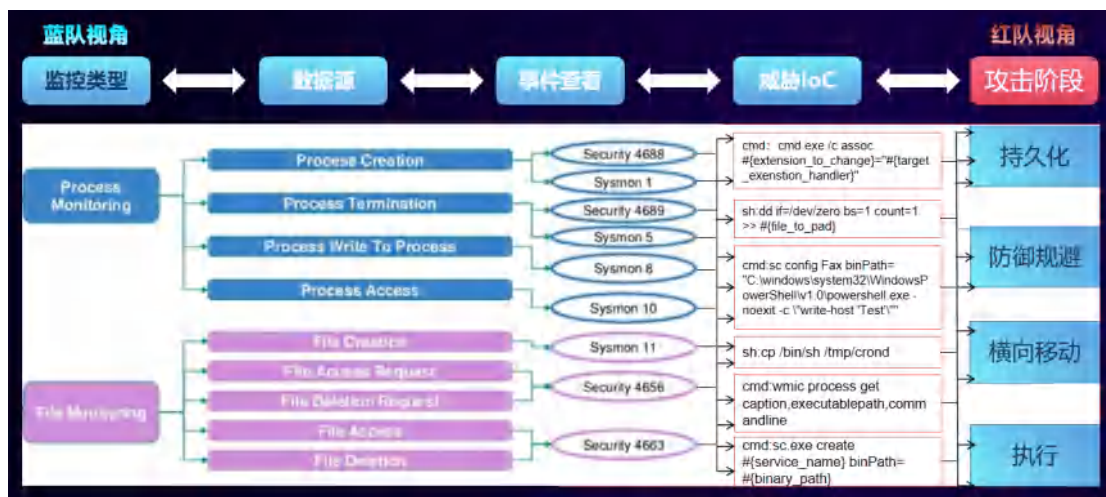 蓝队视角
红队视角
监控类型
数据源
事件查看
威胁IoC
攻击阶段
Process
Monitoring
Process Creation
Process Termination
Process Write To Process
Process Access
Security 4688
Sysmon 1
Security 4689
Sysmon 5
Sysmon 8
Sysmon 10
cmd: cmd exe /c assoc
#{extension_to_change}="#{target
_exenstion_handler}"
sh:dd if=/dev/zero bs=1 count=1
>> #{file_to_pad}
cmd:sc config Fax binPath=
"C:\windows\system32\WindowsP
owerShell\v1.0\powershell exe -
noexit -c \"write-host 'Test'\""
持久化
防御规避
File Monitoring
File Creation
File Access Request
File Deletion Request
File Access
File Deletion
Sysmon 11
Security 4656
Security 4663
sh:cp /bin/sh /tmp/crond
cmd:wmic process get
caption,executablepath,comm
andline
cmd:sc.exe create
#{service_name} binPath=
#{binary_path}
横向移动
执行